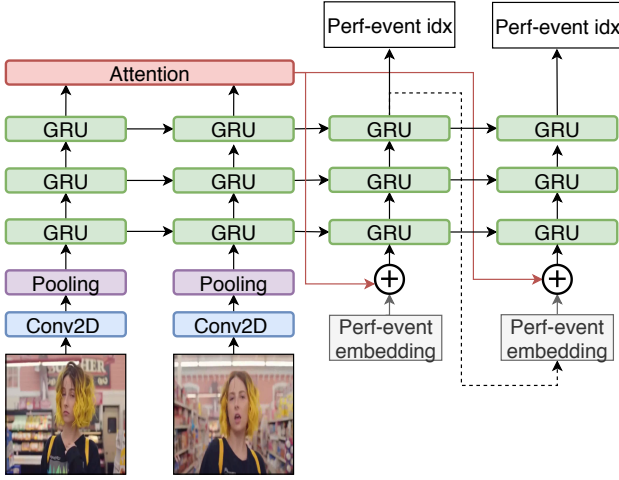 Perf-event idx
Perf-event idx
Attention
GRU
GRU
GRU
GRU
GRU
GRU
GRU
GRU
GRU
GRU
GRU
GRU
Pooling
Pooling
+
+
Conv2D
Conv2D
Perf-event
embedding
Perf-event
embedding